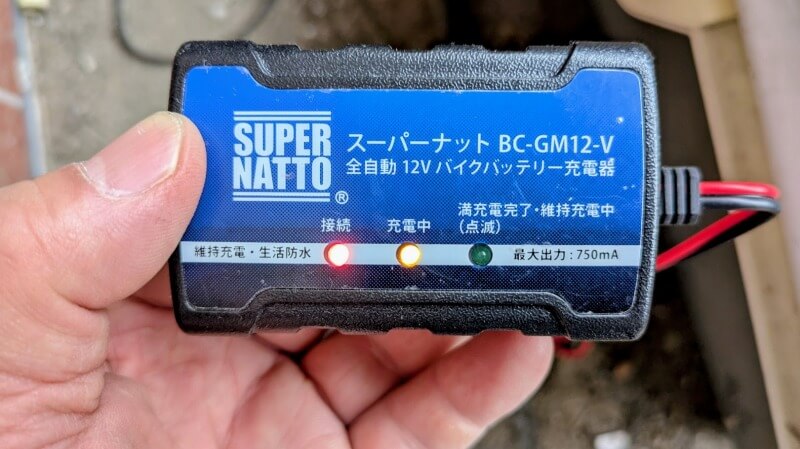 SUPER
NATTO
®
スーパーナット BC-GM12-V
全自動 12V バイクバッテリー充電器
接続
充電中
満充電完了・維持充電中
(点滅)
維持充電・生活防水
最大出力：750mA